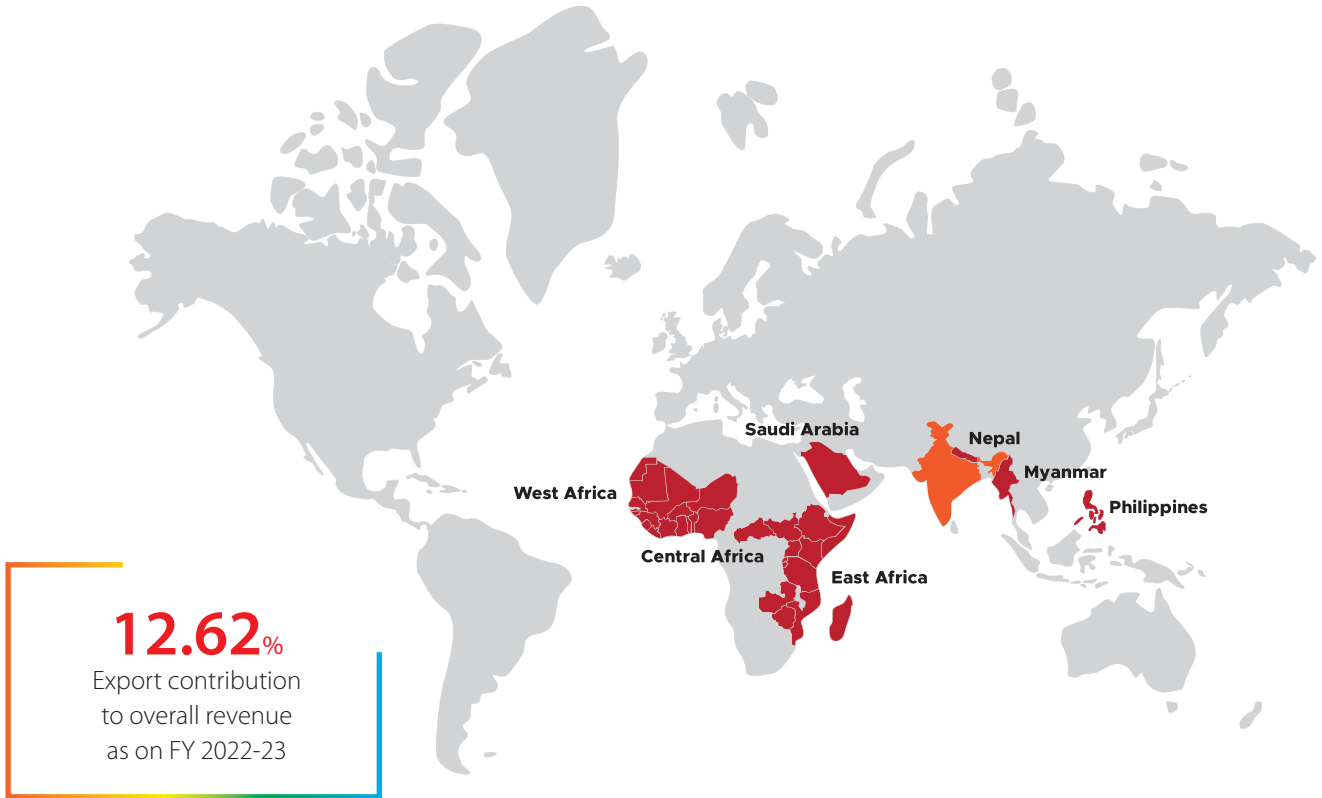 Saudi Arabia
Nepal
Myanmar
West Africa
Philippines
Central Africa
East Africa
12.62%
Export contribution
to overall revenue
as on FY 2022-23